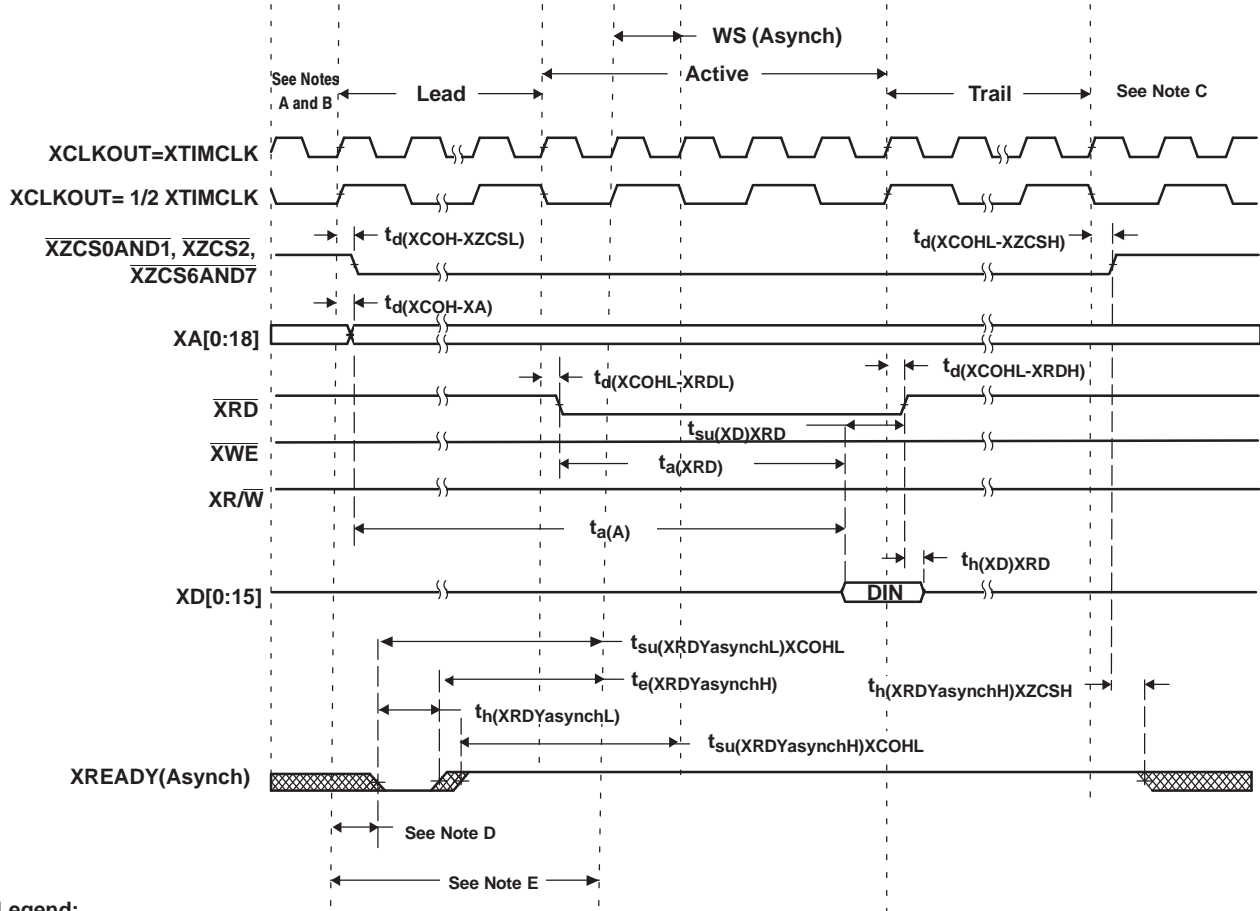 WS (Asynch)
Active
See Notes
A and B
Lead
Trail
See Note C
XCLKOUT=XTIMCLK
XCLKOUT= 1/2 XTIMCLK
XZCS0AND1, XZCS2,
XZCS6AND7
td(XCOH-XZCSL)
td(XCOHL-XZCSH)
td(XCOH-XA)
XA[0:18]
td(XCOHL-XRDL)
td(XCOHL-XRDH)
XRD
tsu(XD)XRD
XWE
ta(XRD)
XR/W
ta(A)
th(XD)XRD
XD[0:15]
DIN
tsu(XRDYasynchL)XCOHL
te(XRDYasynchH)
th(XRDYasynchH)XZCSH
th(XRDYasynchL)
tsu(XRDYasynchH)XCOHL
XREADY(Asynch)
See Note D
See Note E